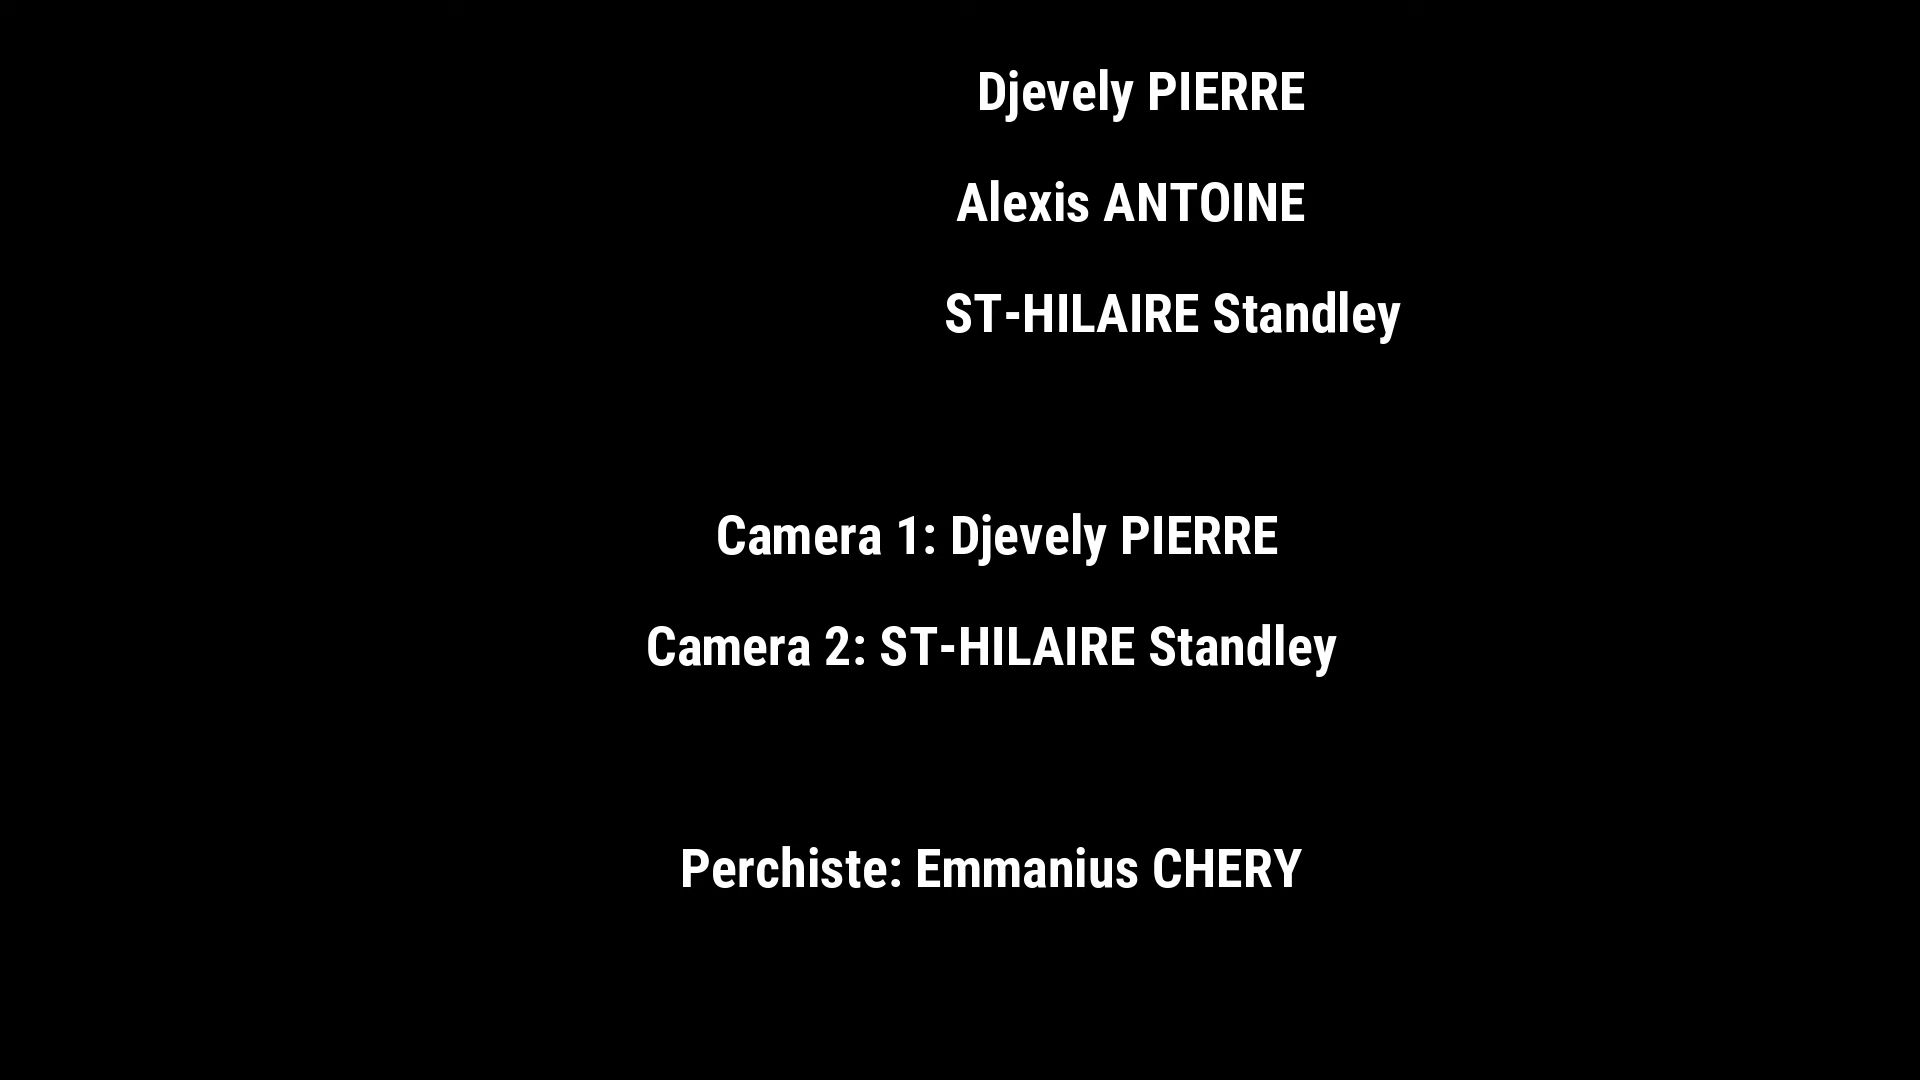 Djevely PIERRE
Alexis ANTOINE
ST-HILAIRE Standley
Camera 1: Djevely PIERRE
Camera 2: ST-HILAIRE Standley
Perchiste: Emmanius CHERY